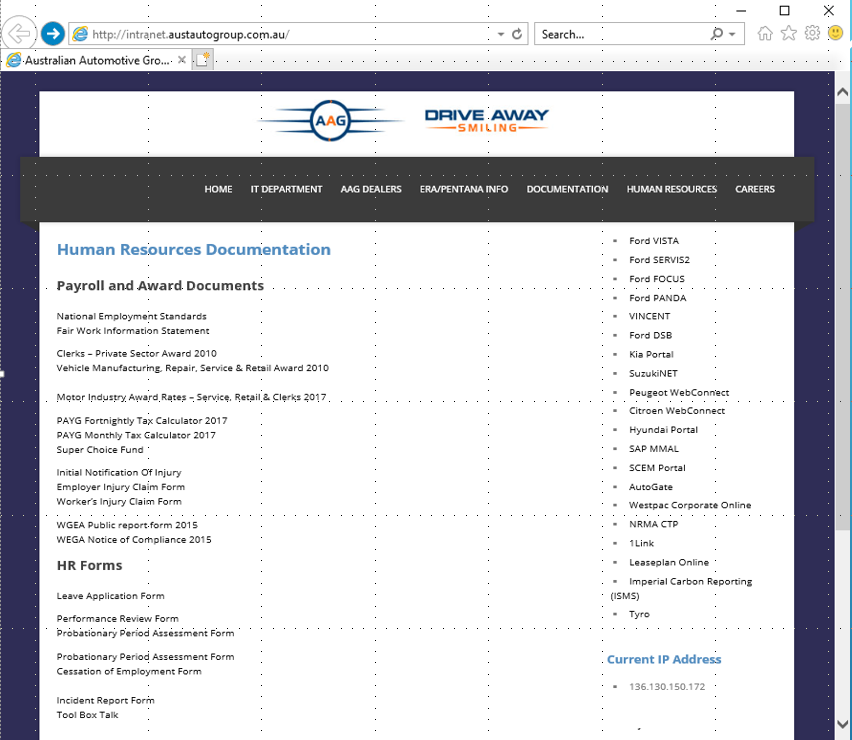 http://intranet.austautogroup.com.au/
Search...
Australian Automotive Gro...
AAG
DRIVE AWAY
SMILING
HOME IT DEPARTMENT AAG DEALERS ERA/PENTANA INFO DOCUMENTATION HUMAN RESOURCES CAREERS
Human Resources Documentation
Payroll and Award Documents
National Employment Standards
Fair Work Information Statement
Clerks – Private Sector Award 2010
Vehicle Manufacturing, Repair, Service & Retail Award 2010
Motor Industry Award Rates – Service, Retail & Clerks 2017
PAYG Fortnightly Tax Calculator 2017
PAYG Monthly Tax Calculator 2017
Super Choice Fund
Initial Notification Of Injury
Employer Injury Claim Form
Worker's Injury Claim Form
WGEA Public report form 2015
WEGA Notice of Compliance 2015
HR Forms
Leave Application Form
Performance Review Form
Probationary Period Assessment Form
Probationary Period Assessment Form
Cessation of Employment Form
Incident Report Form
Tool Box Talk
Ford VISTA
Ford SERVIS2
Ford FOCUS
Ford PANDA
VINCENT
Ford DSB
Kia Portal
SuzukiNET
Peugeot WebConnect
Citroen WebConnect
Hyundai Portal
SAP MMAL
SCEM Portal
AutoGate
Westpac Corporate Online
NRMA CTP
1Link
Leaseplan Online
Imperial Carbon Reporting
(ISMS)
Tyro
Current IP Address
136.130.150.172